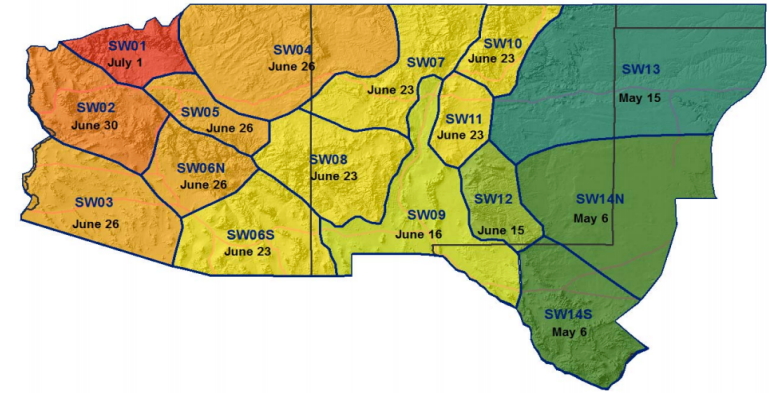 SW01
July 1
SW04
June 26
SW07
June 23
SW10
June 23
SW13
May 15
SW02
June 30
SW05
June 26
SW11
June 23
SW06N
June 26
SW08
June 23
SW03
June 26
SW12
June 15
SW14N
May 6
SW09
June 16
SW06S
June 23
SW14S
May 6